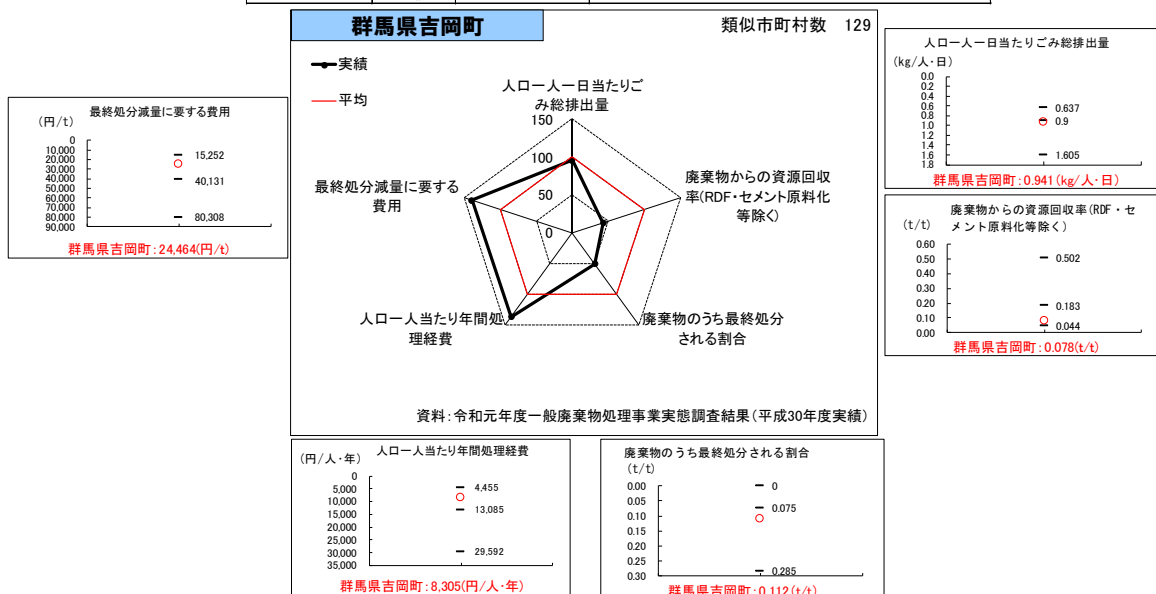 群馬県吉岡町
類似市町村数 129
実績
平均
人口一人一日当たりご
み総排出量
廃棄物からの資源回収
率(RDF・セメント原料化
等除く)
廃棄物のうち最終処分
される割合
人口一人当たり年間処
理経費
最終処分減量に要する
費用
150
100
50
0
資料:令和元年度一般廃棄物処理事業実態調査結果(平成30年度実績)
最終処分減量に要する費用
(円/t)
0
10,000
20,000
30,000
40,000
50,000
60,000
70,000
80,000
90,000
15,252
40,131
80,308
群馬県吉岡町:24,464(円/t)
人口一人一日当たりごみ総排出量
(kg/人・日)
0.0
0.2
0.4
0.6
0.8
1.0
1.2
1.4
1.6
1.8
0.637
0.9
1.605
群馬県吉岡町:0.941(kg/人・日)
廃棄物からの資源回収率(RDF・セ
メント原料化等除く)
(t/t)
0.60
0.50
0.40
0.30
0.20
0.10
0.00
0.502
0.183
0.044
群馬県吉岡町:0.078(t/t)
人口一人当たり年間処理経費
(円/人・年)
0
5,000
10,000
15,000
20,000
25,000
30,000
35,000
4,455
13,085
29,592
群馬県吉岡町:8,305(円/人・年)
廃棄物のうち最終処分される割合
(t/t)
0.00
0.05
0.10
0.15
0.20
0.25
0.30
0
0.075
0.285
群馬県吉岡町:0.112(t/t)